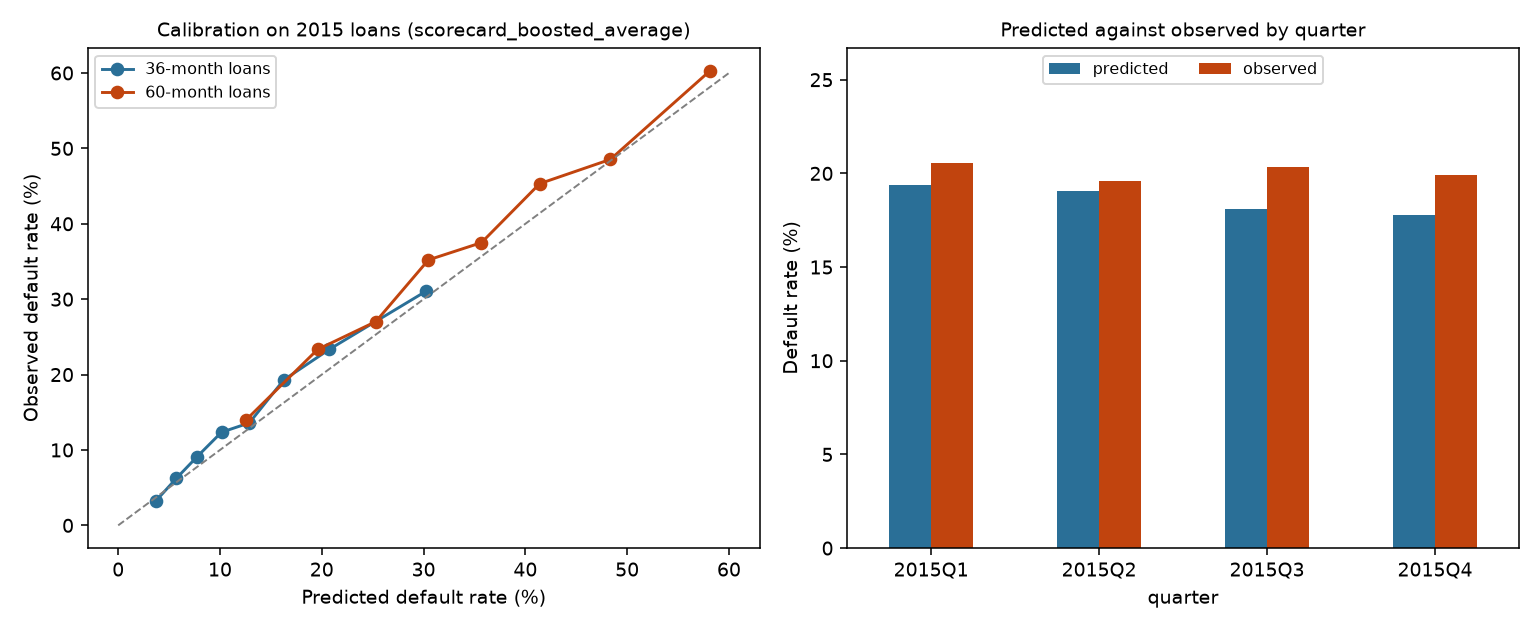 Calibration on 2015 loans (scorecard_boosted_average)
36-month loans
60-month loans
60
50
40
30
20
10
0
Observed default rate (%)
0 10 20 30 40 50 60
Predicted default rate (%)
Predicted against observed by quarter
predicted observed
25
20
15
10
5
0
Default rate (%)
2015Q1 2015Q2 2015Q3 2015Q4
quarter